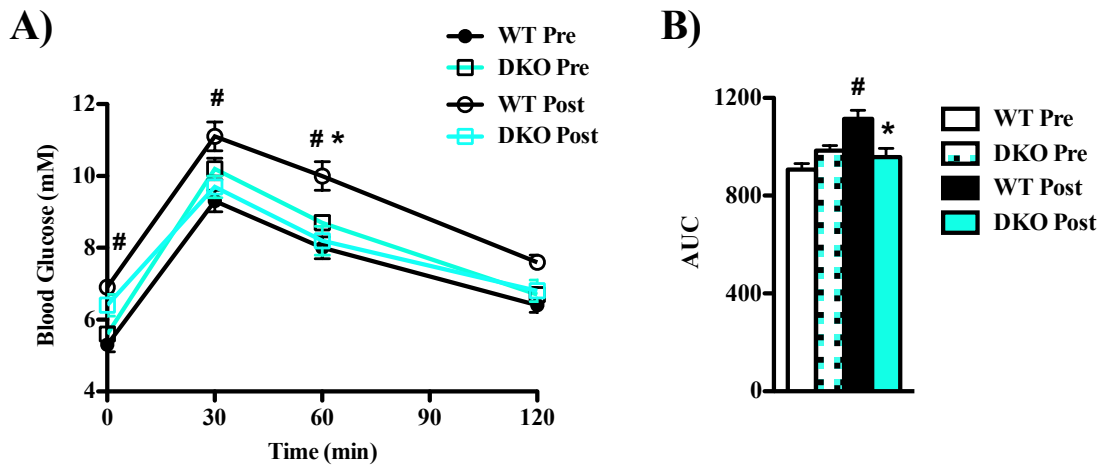 A)
WT Pre
DKO Pre
WT Post
DKO Post
Blood Glucose (mM)
12
10
8
6
4
#
#
# *
0
30
60
90
120
Time (min)
B)
AUC
1200
800
400
0
#
*
WT Pre
DKO Pre
WT Post
DKO Post